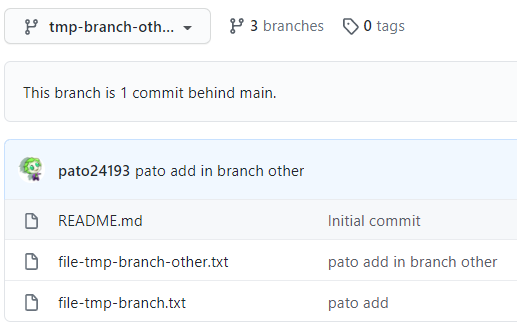 tmp-branch-oth... 3 branches 0 tags
This branch is 1 commit behind main.
pato24193 pato add in branch other
README.md Initial commit
file-tmp-branch-other.txt pato add in branch other
file-tmp-branch.txt pato add